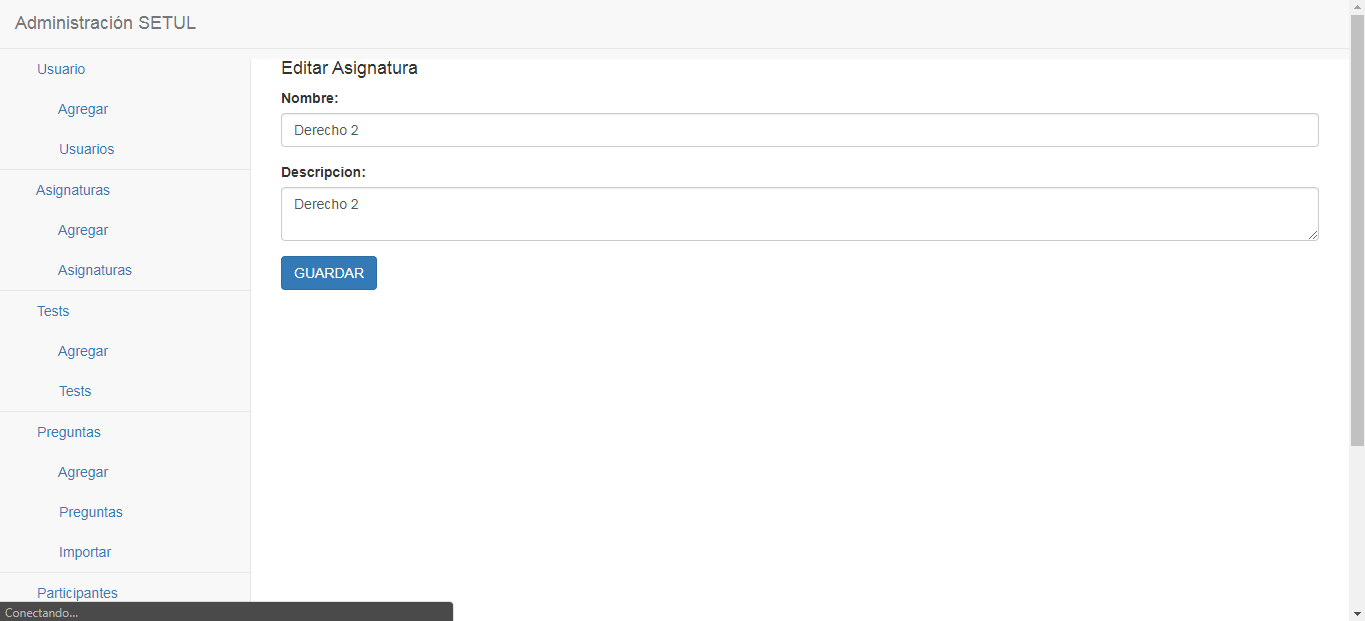 Administración SETUL
Usuario
Agregar
Usuarios
Asignaturas
Agregar
Asignaturas
Tests
Agregar
Tests
Preguntas
Agregar
Preguntas
Importar
Participantes
Editar Asignatura
Nombre:
Derecho 2
Descripcion:
Derecho 2
GUARDAR
Conectando...